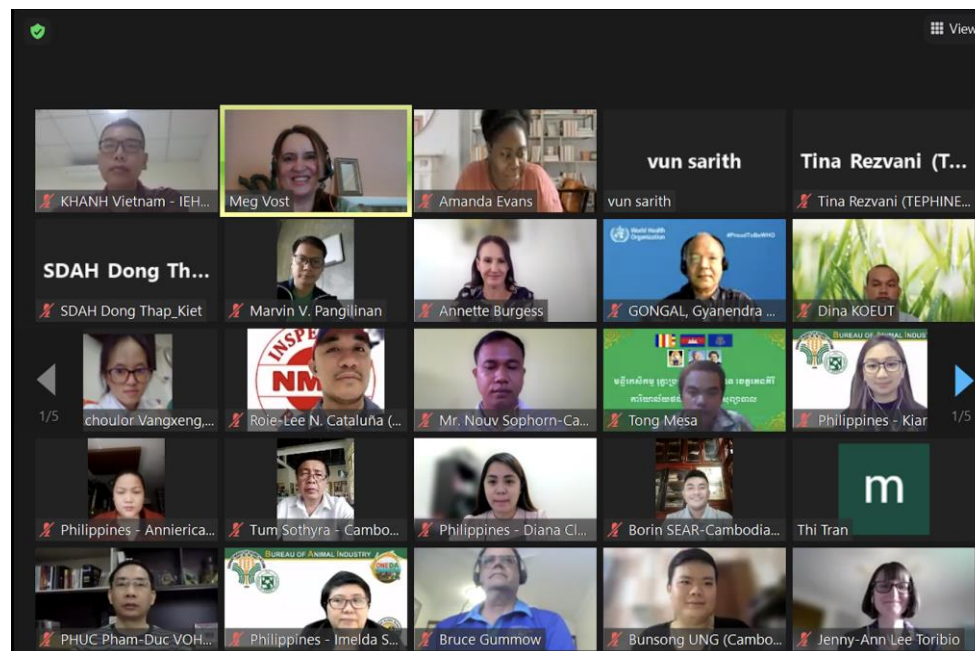 View
KHANH Vietnam - IEH...
Meg Vost
Amanda Evans
vun sarith
vun sarith
Tina Rezvani (T...
Tina Rezvani (TEPHINE...
SDAH Dong Th...
SDAH Dong Thap_Kiet
Marvin V. Pangilinan
Annette Burgess
World Health
Organization
#ProudToBeWHO
GONGAL, Gyanendra ...
Dina KOEUT
1/5
choulor Vangxeng,...
INSPE
NM
Roie-Lee N. Cataluña (...
Mr. Nouv Sophorn-Ca...
Tong Mesa
BUREAU OF ANIMAL INDUS
Philippines - Kiar
1/5
Philippines - Annierica...
Tum Sothyra - Cambo...
Philippines - Diana Cl...
Borin SEAR-Cambodia...
m
Thi Tran
PHUC Pham-Duc VOH...
BUREAU OF ANIMAL INDUSTRY
Philippines - Imelda S...
Bruce Gummow
Bunsong UNG (Cambo...
Jenny-Ann Lee Toribio